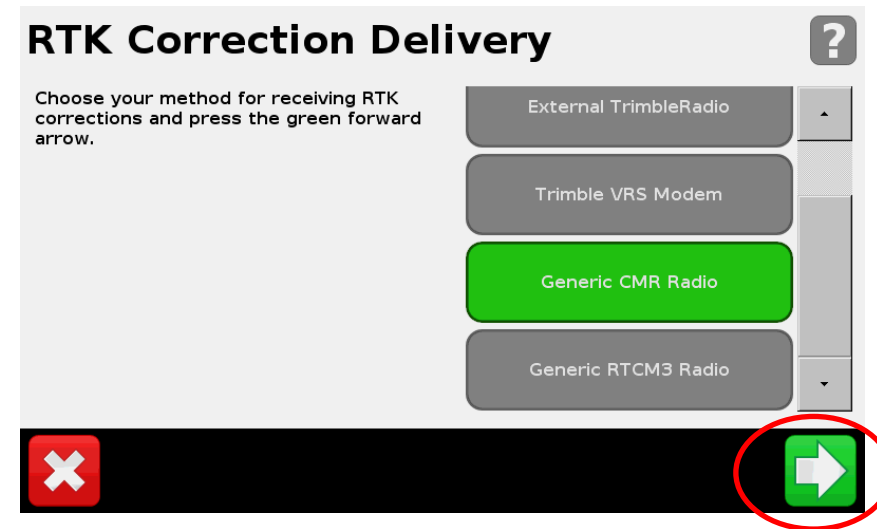 RTK Correction Delivery
?
Choose your method for receiving RTK
corrections and press the green forward
arrow.
External TrimbleRadio
Trimble VRS Modem
Generic CMR Radio
Generic RTCM3 Radio